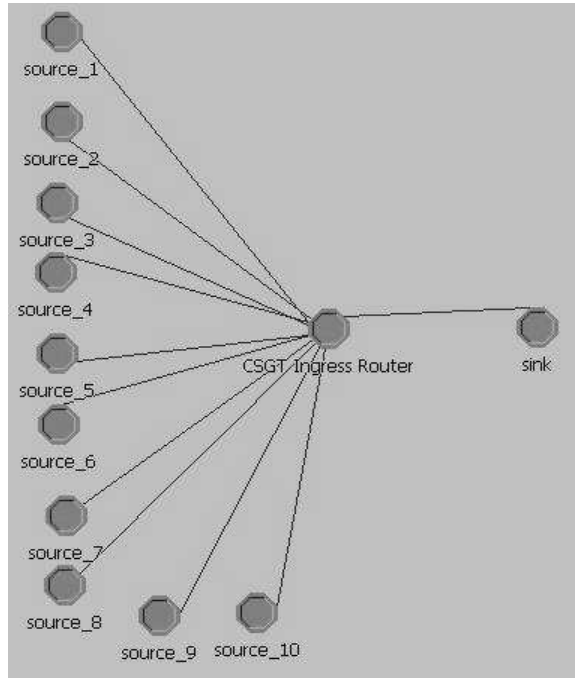 source_1
source_2
source_3
source_4
CSGT Ingress Router
sink
source_5
source_6
source_7
source_8
source_9
source_10